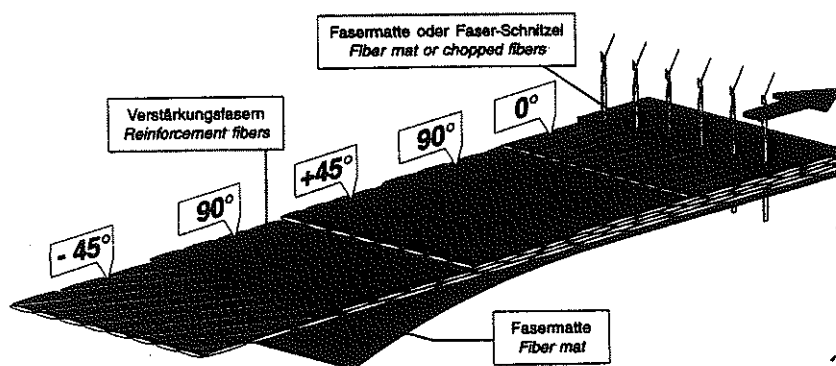 Fasermatte oder Faser-Schnitzel
Fiber mat or chopped fibers
Verstärkungsfasern
Reinforcement fibers
0°
90°
+45°
90°
- 45°
Fasermatte
Fiber mat